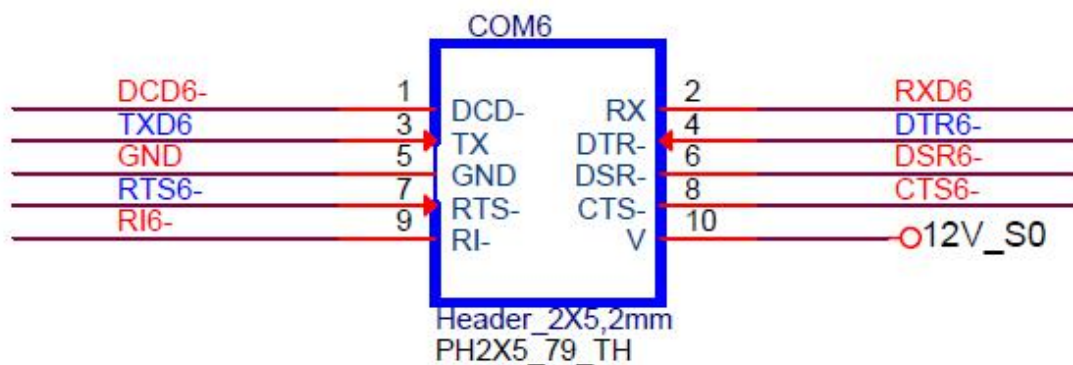 COM6
DCD6- 1 DCD- RX 2 RXD6
TXD6 3 TX DTR- 4 DTR6-
GND 5 GND DSR- 6 DSR6-
RTS6- 7 RTS- CTS- 8 CTS6-
RI6- 9 RI- V 10 12V_S0
Header_2X5,2mm
PH2X5_79_TH